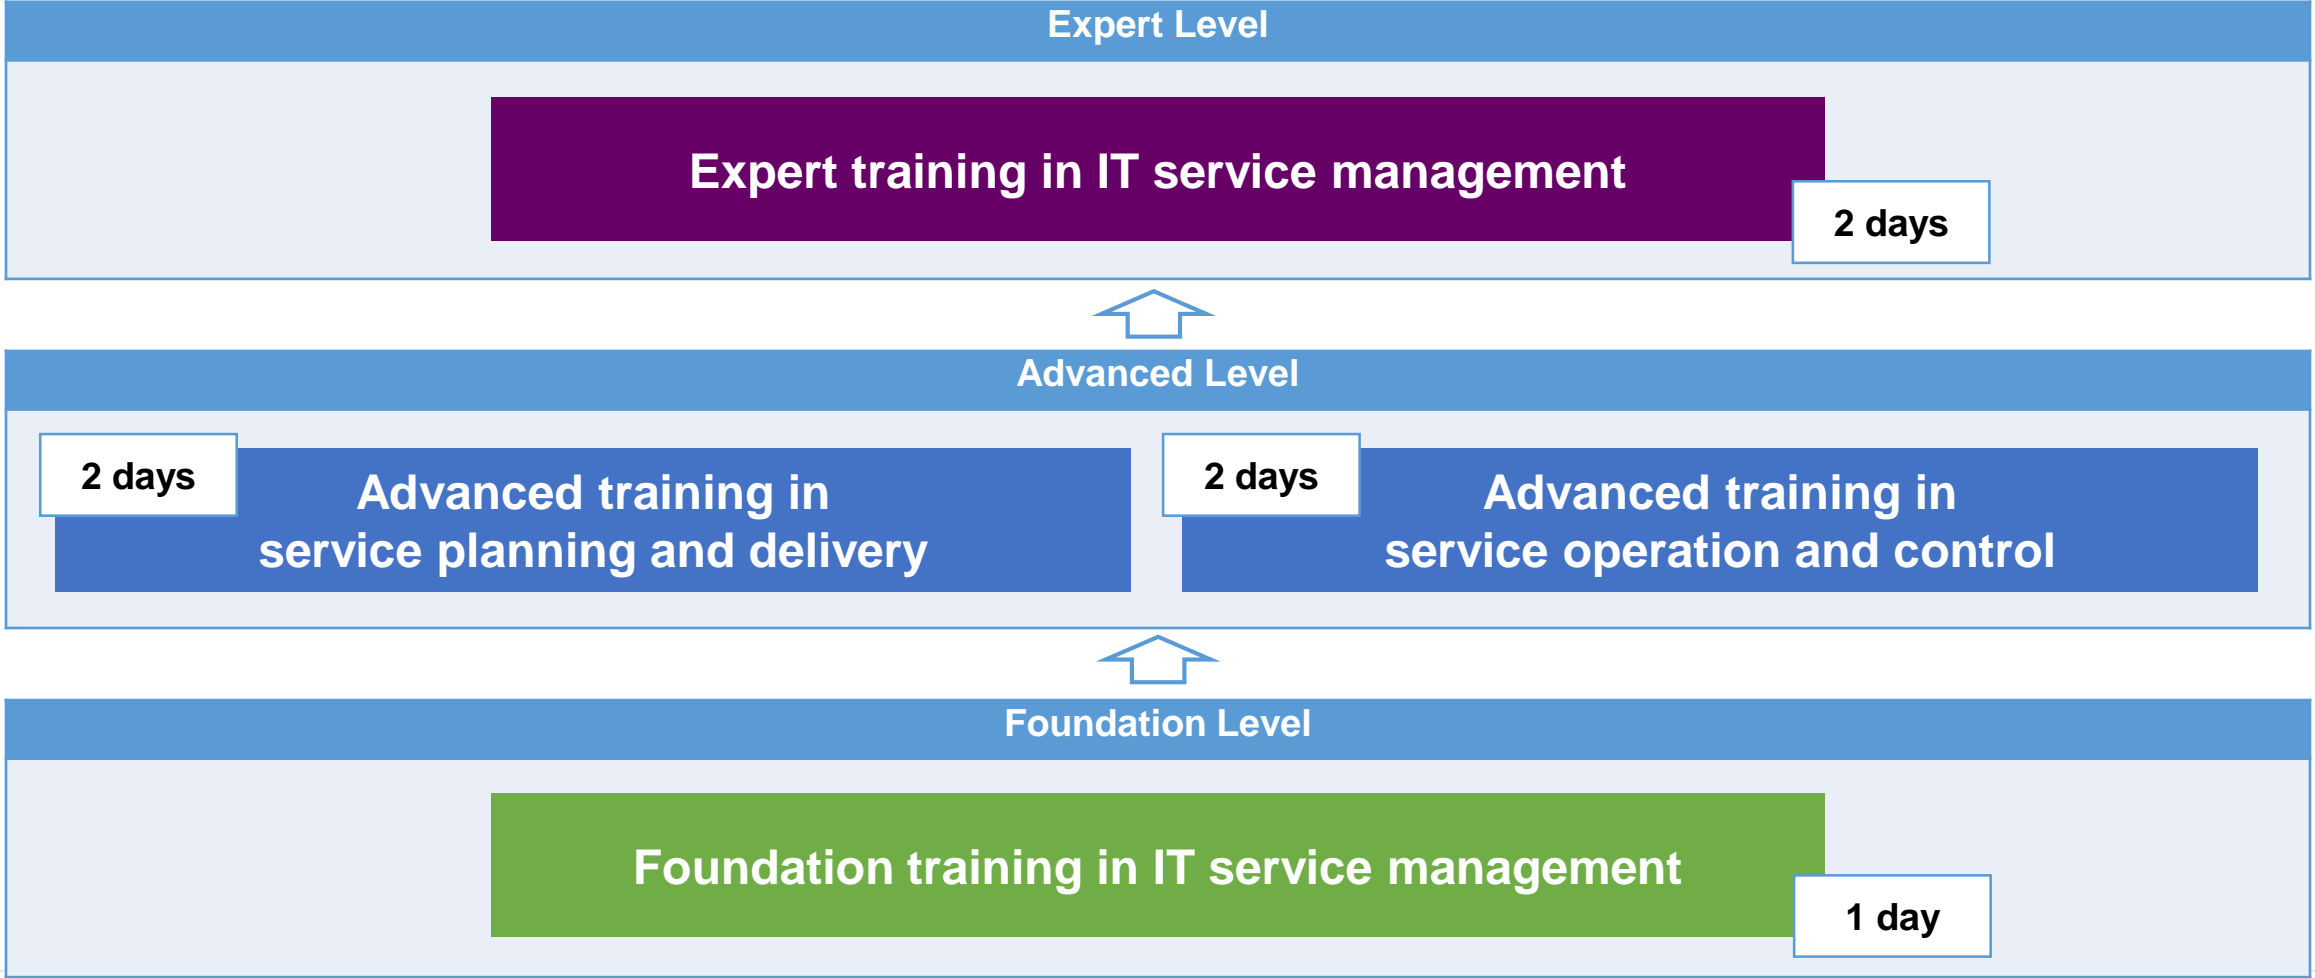 Expert Level
Expert training in IT service management
2 days
Advanced Level
2 days
Advanced training in
service planning and delivery
2 days
Advanced training in
service operation and control
Foundation Level
Foundation training in IT service management
1 day